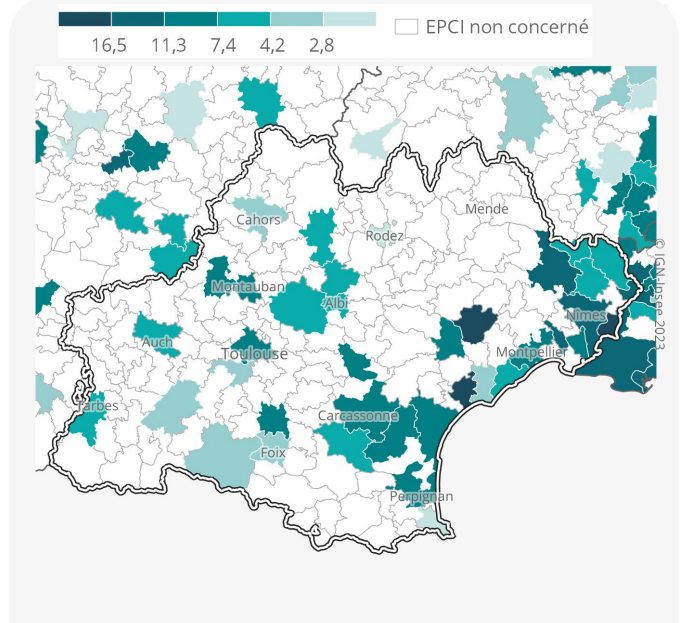 16,5 11,3 7,4 4,2 2,8
EPCI non concerné
Cahors
Mende
Rodez
Montauban
Albi
Nîmes
Auch
Toulouse
Montpellier
Tarbes
Carcassonne
Foix
Perpignan
© IGN-Insee 2023